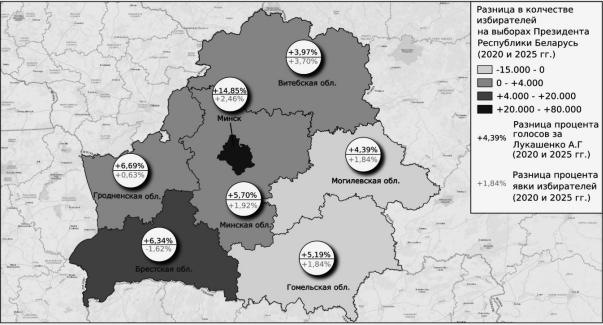 Разница в колчестве
избирателей
на выборах Президента
Республики Беларусь
(2020 и 2025 гг.)
-15.000 - 0
0 - +4.000
+4.000 - +20.000
+20.000 - +80.000
+4,39%
Разница процента
голосов за
Лукашенко А.Г
(2020 и 2025 гг.)
+1,84%
Разница процента
явки избирателей
(2020 и 2025 гг.)
+3,97%
+3,70%
Витебская обл.
+14,85%
+2,46%
Минск
+4,39%
+1,84%
Могилевская обл.
+6,69%
+0,63%
Гродненская обл.
+5,70%
+1,92%
Минская обл.
+6,34%
-1,62%
Брестская обл.
+5,19%
+1,84%
Гомельская обл.